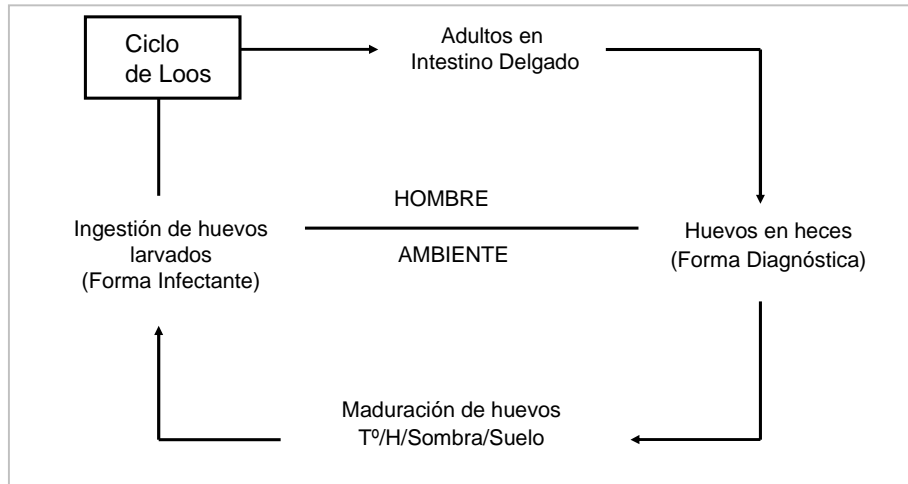 Ciclo
de Loos
Adultos en
Intestino Delgado
HOMBRE
AMBIENTE
Ingestión de huevos
larvados
(Forma Infectante)
Huevos en heces
(Forma Diagnóstica)
Maduración de huevos
Tº/H/Sombra/Suelo